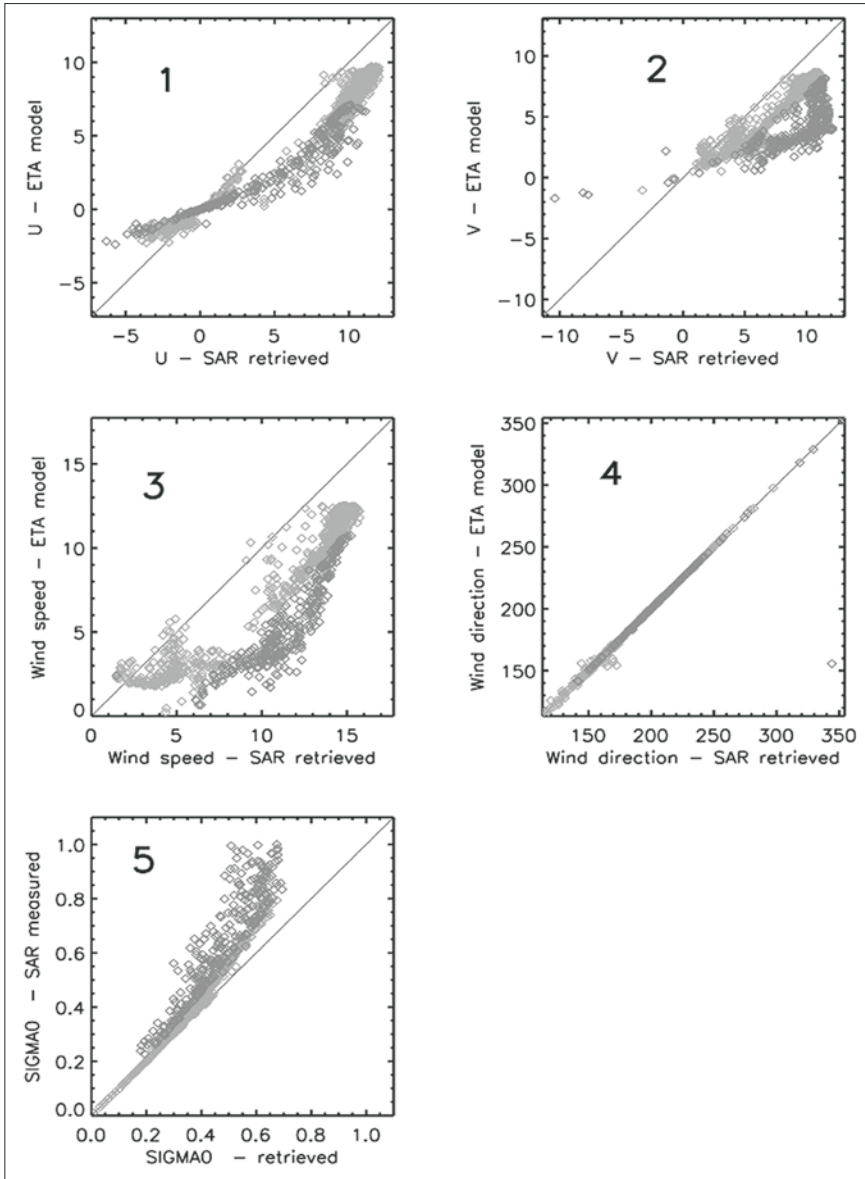 1
U – ETA model
10
5
0
−5
−5 0 5 10
U – SAR retrieved
2
V – ETA model
10
5
0
−5
−10
−10 −5 0 5 10
V – SAR retrieved
3
Wind speed – ETA model
15
10
5
0
0 5 10 15
Wind speed – SAR retrieved
4
Wind direction – ETA model
350
300
250
200
150
150 200 250 300 350
Wind direction – SAR retrieved
5
SIGMA0 – SAR measured
1.0
0.8
0.6
0.4
0.2
0.0
0.0 0.2 0.4 0.6 0.8 1.0
SIGMA0 – retrieved